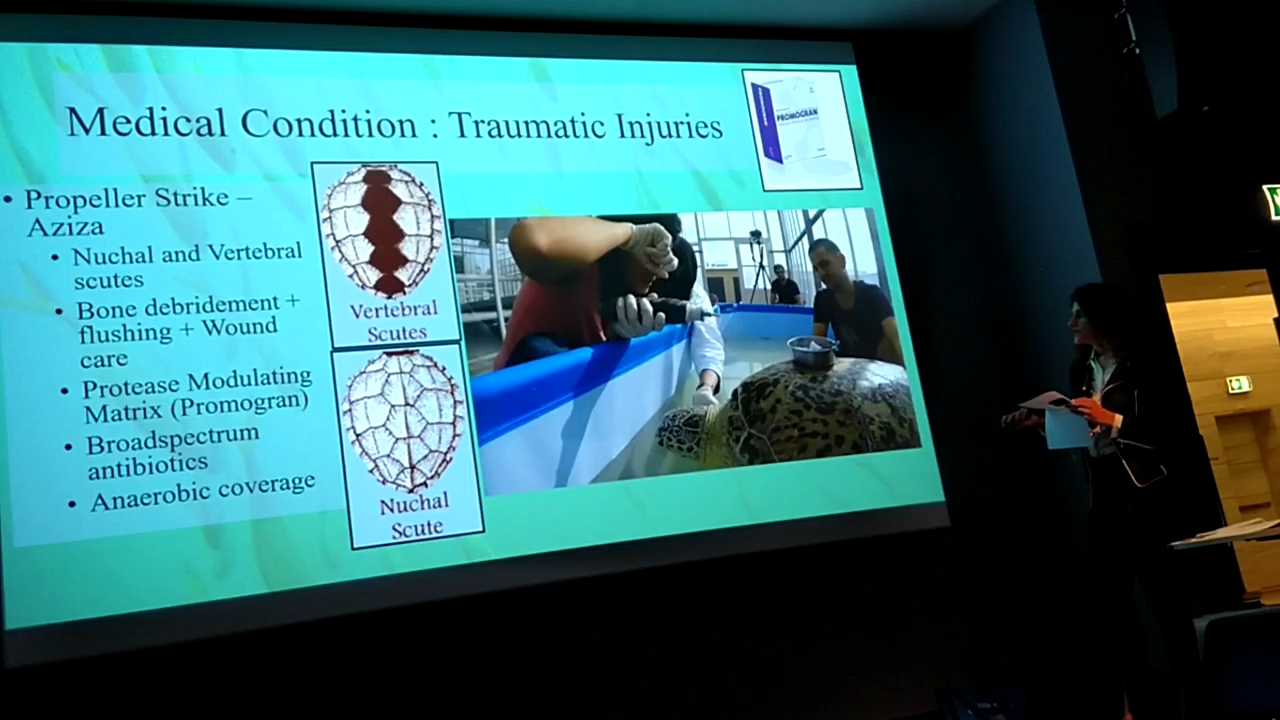 Medical Condition : Traumatic Injuries
PROMOGRAN
• Propeller Strike –
Aziza
• Nuchal and Vertebral
scutes
• Bone debridement +
flushing + Wound
care
• Protease Modulating
Matrix (Promogran)
• Broadspectrum
antibiotics
• Anaerobic coverage
Vertebral
Scutes
Nuchal
Scute